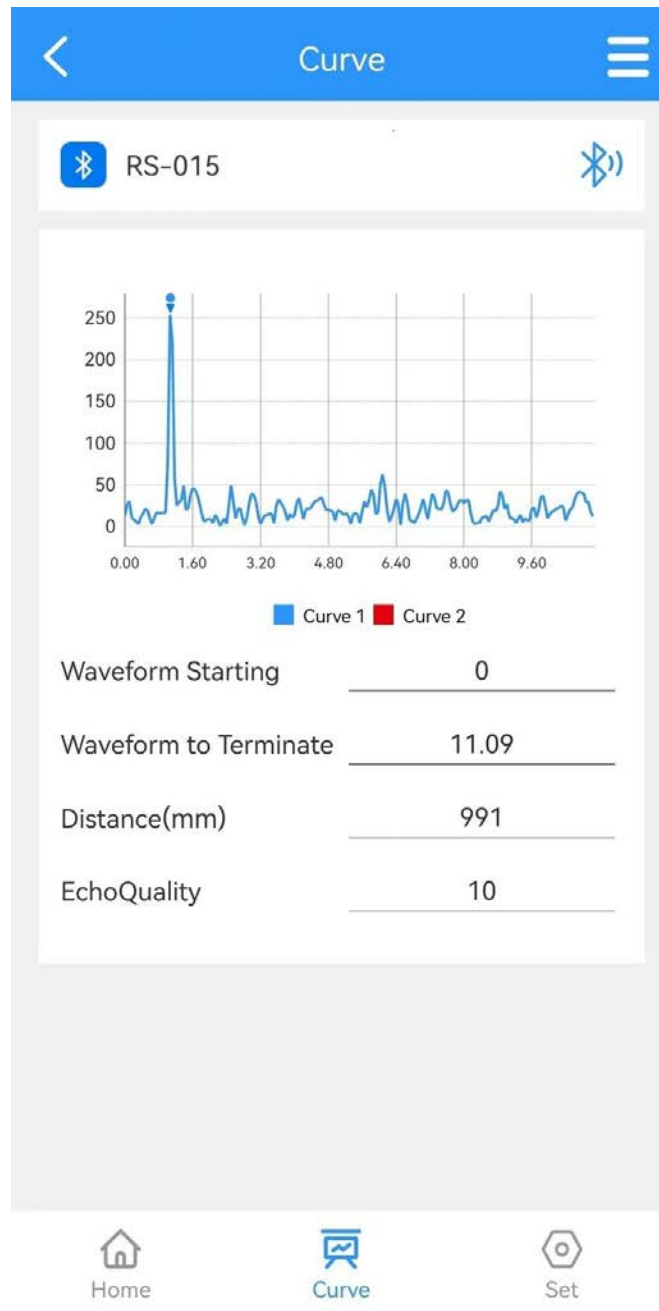 Curve
RS-015
250
200
150
100
50
0
0.00 1.60 3.20 4.80 6.40 8.00 9.60
Curve 1 Curve 2
Waveform Starting 0
Waveform to Terminate 11.09
Distance(mm) 991
EchoQuality 10
Home Curve Set